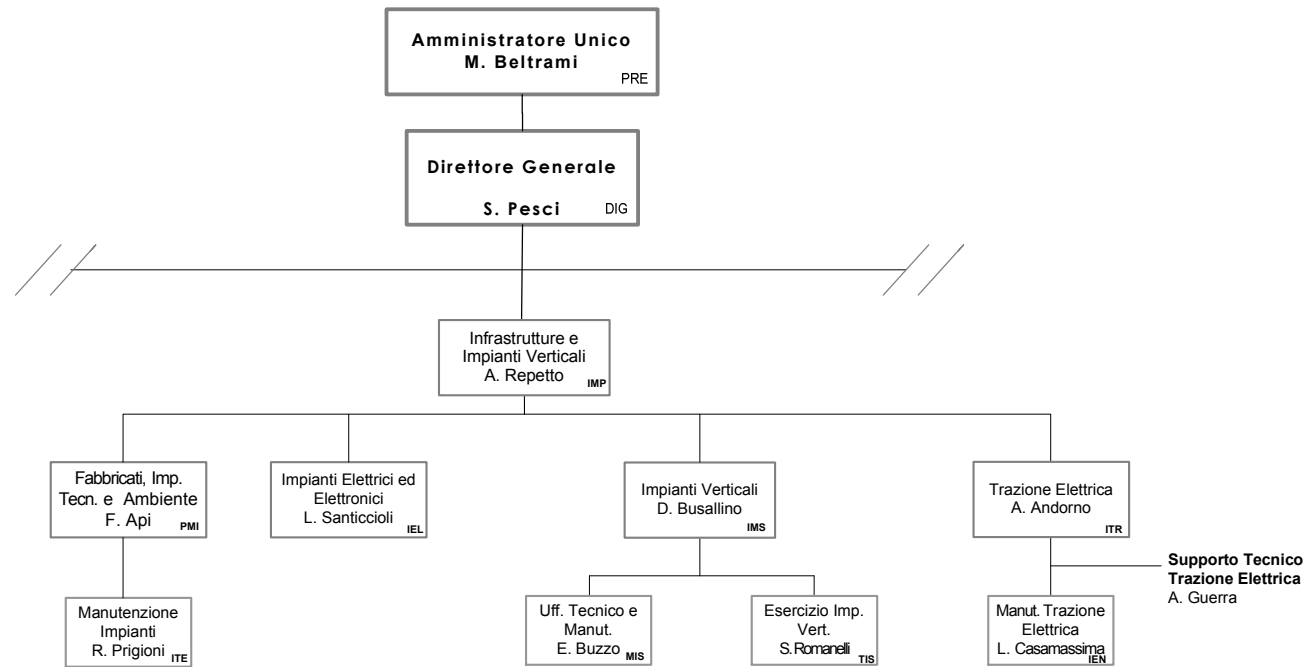 Amministratore Unico
M. Beltrami
PRE
Direttore Generale
S. Pesci
DIG
Infrastrutture e
Impianti Verticali
A. Repetto
IMP
Fabbricati, Imp.
Tecn. e Ambiente
F. Api
PMI
Impianti Elettrici ed
Elettronici
L. Santiccioli
IEL
Impianti Verticali
D. Busallino
IMS
Trazione Elettrica
A. Andorno
ITR
Supporto Tecnico
Trazione Elettrica
A. Guerra
Manutenzione
Impianti
R. Prigioni
ITE
Uff. Tecnico e
Manut.
E. Buzzo
MIS
Esercizio Imp.
Vert.
S. Romanelli
TIS
Manut. Trazione
Elettrica
L. Casamassima
IEN